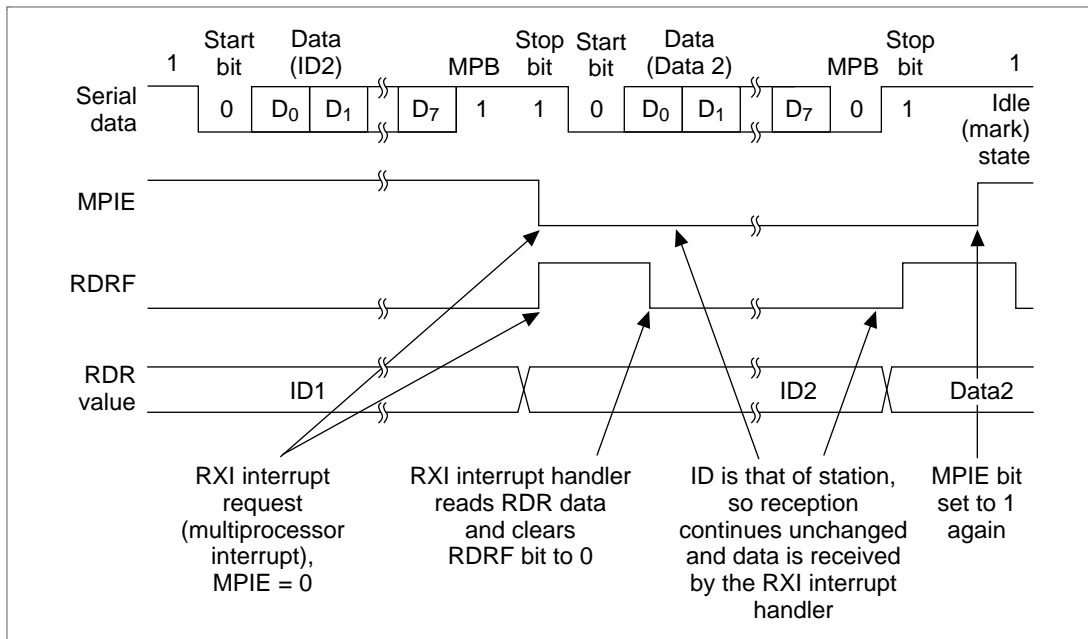 Start Data Stop Start Data Stop
1 bit (ID2) MPB bit bit (Data 2) MPB bit 1
Serial data 0 D0 D1 D7 1 1 0 D0 D1 D7 0 1 Idle (mark) state
MPIE
RDRF
RDR value ID1 ID2 Data2
RXI interrupt
request
(multiprocessor
interrupt),
MPIE = 0
RXI interrupt handler
reads RDR data
and clears
RDRF bit to 0
ID is that of station,
so reception
continues unchanged
and data is received
by the RXI interrupt
handler
MPIE bit
set to 1
again